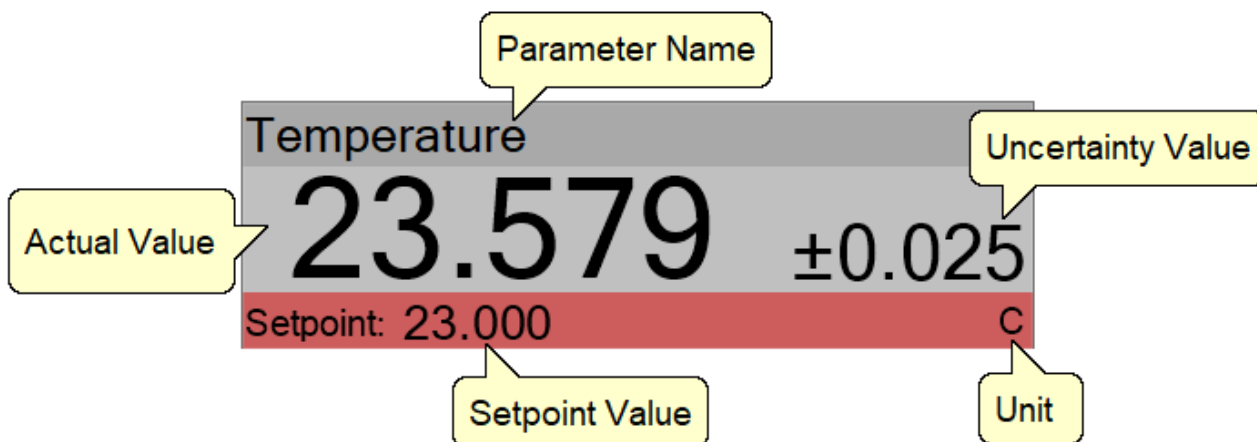 Parameter Name
Temperature
Uncertainty Value
Actual Value
23.579
±0.025
Setpoint: 23.000
C
Setpoint Value
Unit